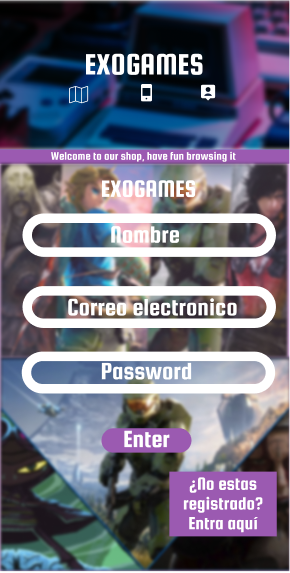 EXOGAMES
Welcome to our shop, have fun browsing it
EXOGAMES
Nombre
Correo electronico
Password
Enter
¿No estas
registrado?
Entra aquí